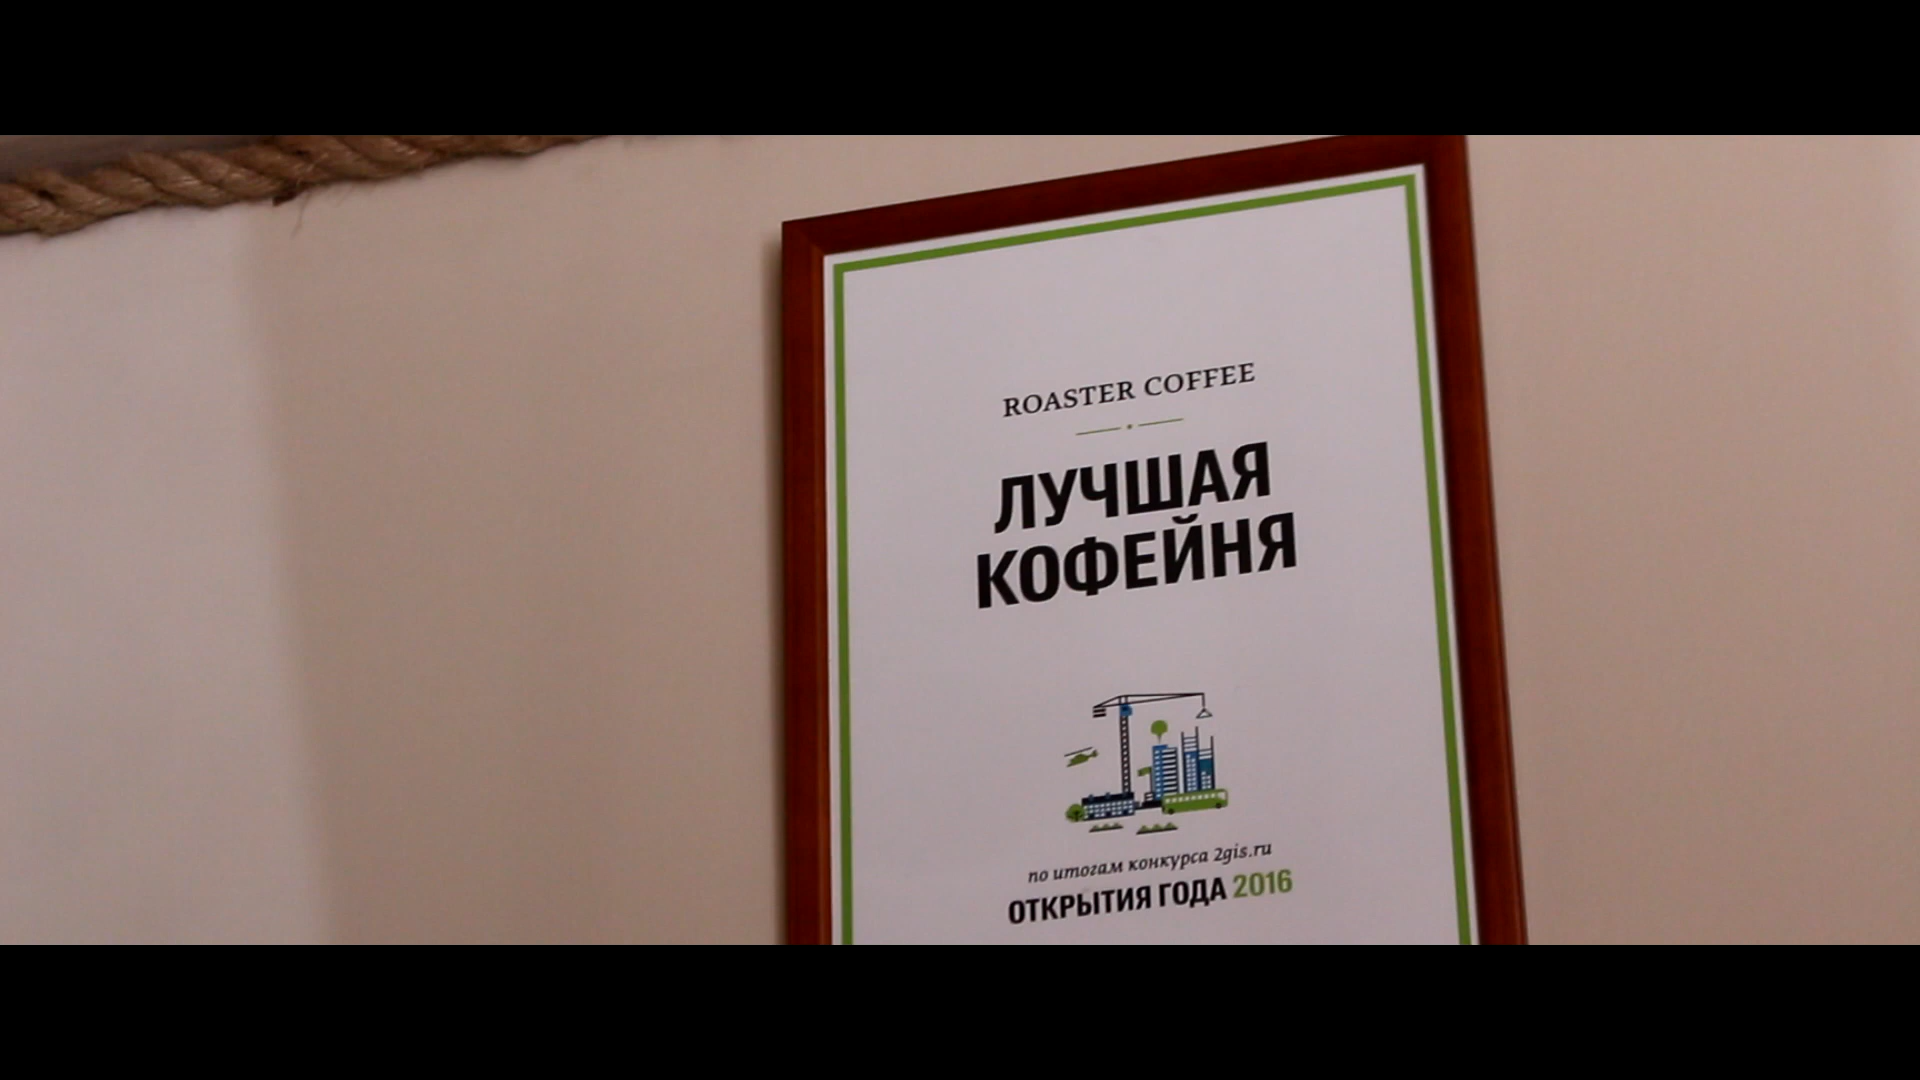 ROASTER COFFEE
ЛУЧШАЯ
КОФЕЙНЯ
по итогам конкурса 2gis.ru
ОТКРЫТИЯ ГОДА 2016